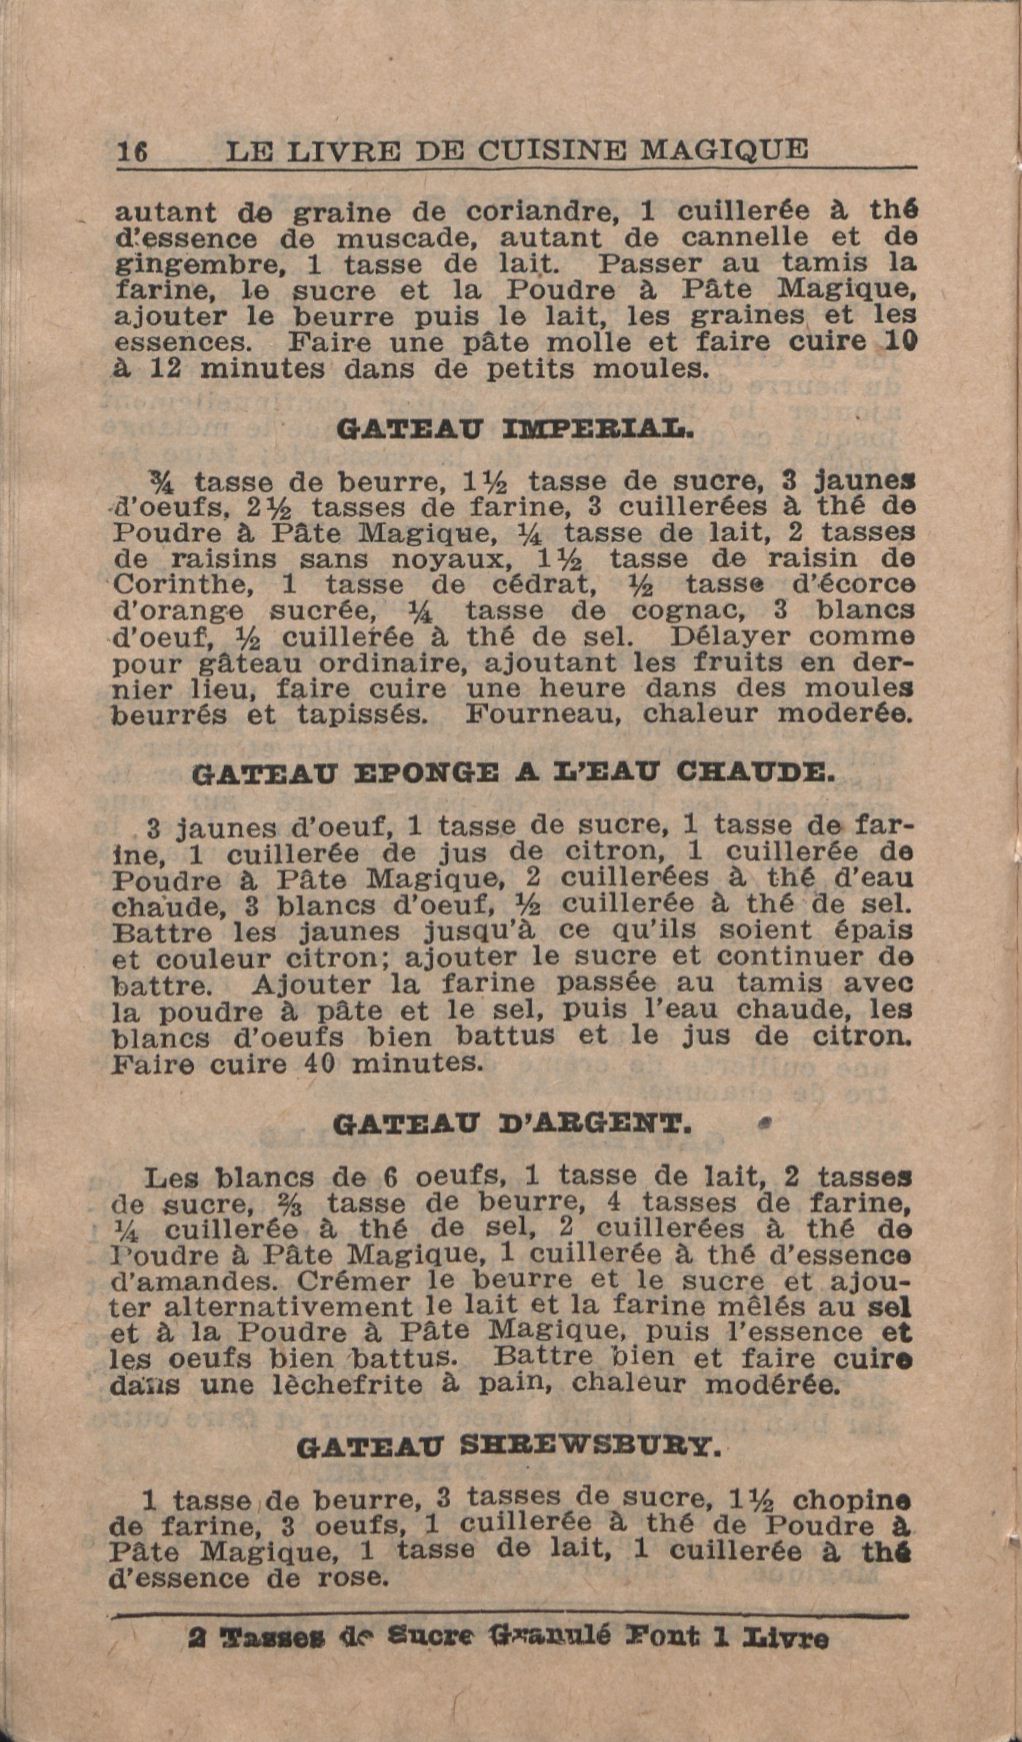 16 LE LIVRE DE CUISINE MAGIQUE
autant de graine de coriandre, 1 cuillerée à thé
d'essence de muscade, autant de cannelle et de
gingembre, 1 tasse de lait. Passer au tamis la
farine, le sucre et la Poudre à Pâte Magique,
ajouter le beurre puis le lait, les graines et les
essences. Faire une pâte molle et faire cuire 10
à 12 minutes dans de petits moules.
GATEAU IMPERIAL.
¾ tasse de beurre, 1½ tasse de sucre, 3 jaunes
d'oeufs, 2½ tasses de farine, 3 cuillerées à thé de
Poudre à Pâte Magique, ¼ tasse de lait, 2 tasses
de raisins sans noyaux, 1½ tasse de raisin de
Corinthe, 1 tasse de cédrat, ½ tasse d'écorce
d'orange sucrée, ¼ tasse de cognac, 3 blancs
d'oeuf, ½ cuillerée à thé de sel. Délayer comme
pour gâteau ordinaire, ajoutant les fruits en der-
nier lieu, faire cuire une heure dans des moules
beurrés et tapissés. Fourneau, chaleur moderée.
GATEAU EPONGE A L'EAU CHAUDE.
3 jaunes d'oeuf, 1 tasse de sucre, 1 tasse de far-
ine, 1 cuillerée de jus de citron, 1 cuillerée de
Poudre à Pâte Magique, 2 cuillerées à thé d'eau
chaude, 3 blancs d'oeuf, ½ cuillerée à thé de sel.
Battre les jaunes jusqu'à ce qu'ils soient épais
et couleur citron; ajouter le sucre et continuer de
battre. Ajouter la farine passée au tamis avec
la poudre à pâte et le sel, puis l'eau chaude, les
blancs d'oeufs bien battus et le jus de citron.
Faire cuire 40 minutes.
GATEAU D'ARGENT.
Les blancs de 6 oeufs, 1 tasse de lait, 2 tasses
de sucre, ⅔ tasse de beurre, 4 tasses de farine,
¼ cuillerée à thé de sel, 2 cuillerées à thé de
Poudre à Pâte Magique, 1 cuillerée à thé d'essence
d'amandes. Crémer le beurre et le sucre et ajou-
ter alternativement le lait et la farine mêlés au sel
et à la Poudre à Pâte Magique, puis l'essence et
les oeufs bien battus. Battre bien et faire cuire
dans une lèchefrite à pain, chaleur modérée.
GATEAU SHREWSBURY.
1 tasse de beurre, 3 tasses de sucre, 1½ chopine
de farine, 3 oeufs, 1 cuillerée à thé de Poudre à
Pâte Magique, 1 tasse de lait, 1 cuillerée à thé
d'essence de rose.
2 Tasses de Sucre Granulé Font 1 Livre